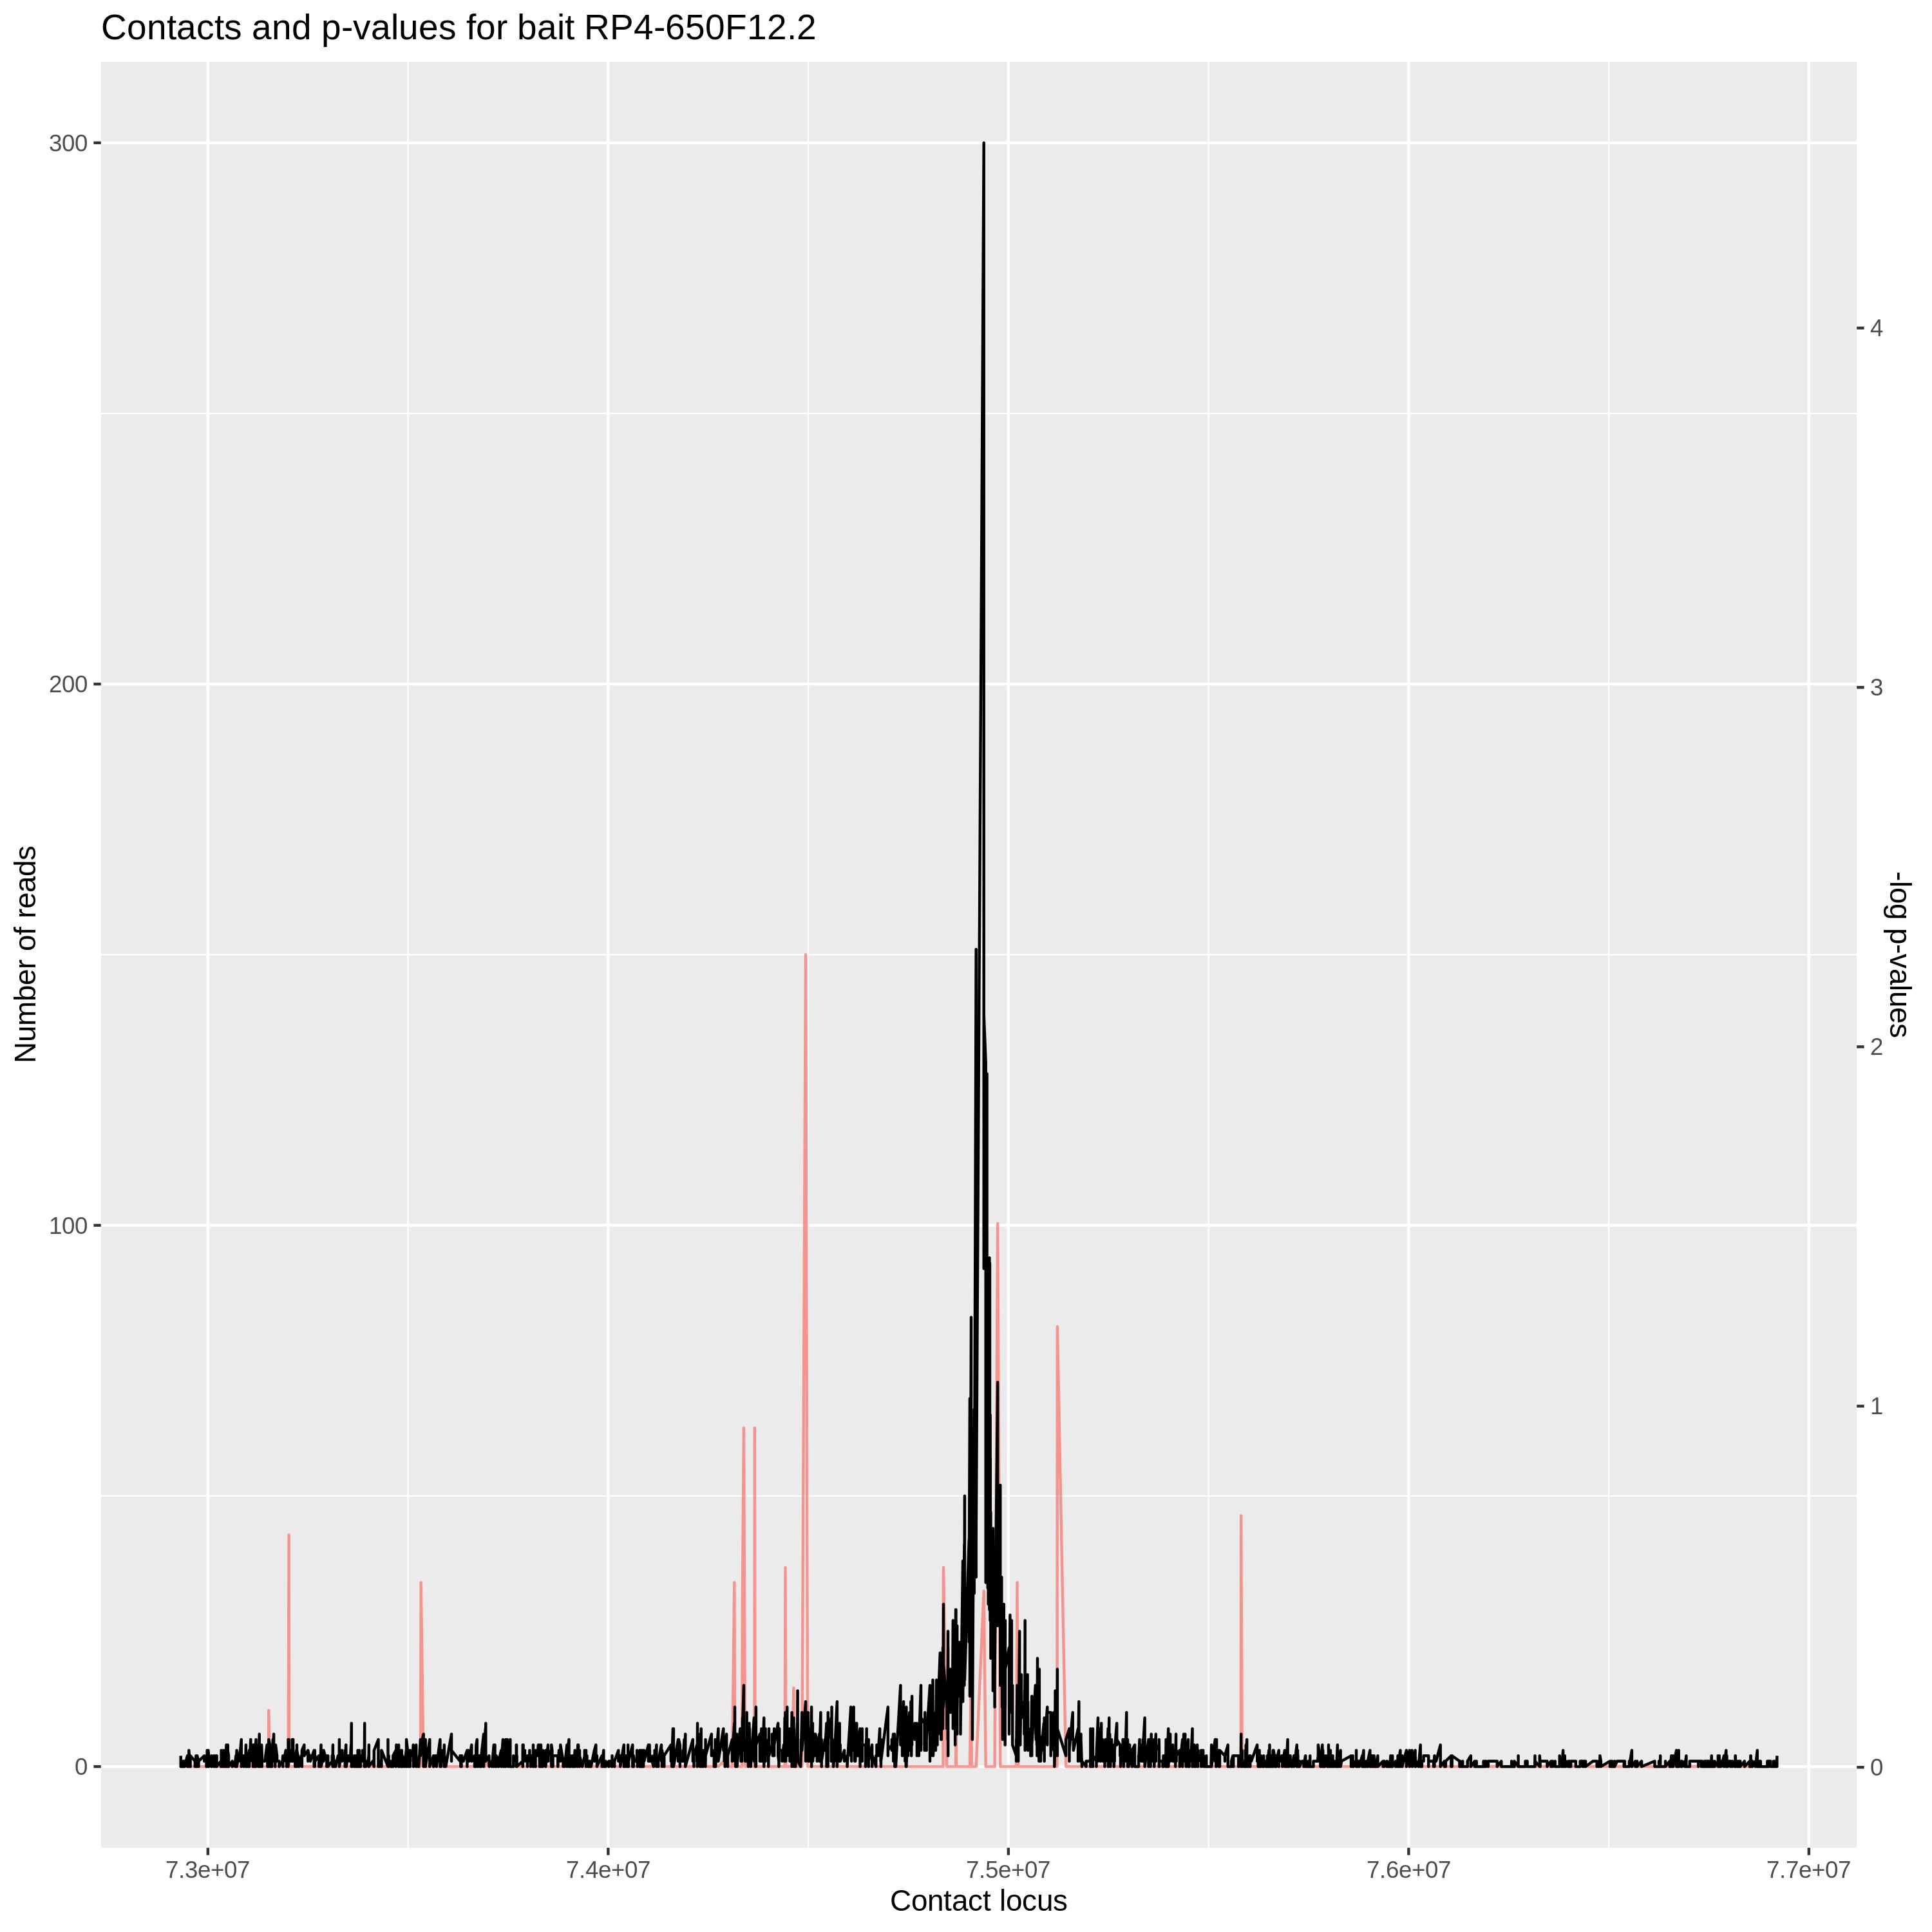 Contacts and p-values for bait RP4-650F12.2
300
200
100
0
Number of reads
4
3
2
1
0
-log p-values
7.3e+07
7.4e+07
7.5e+07
7.6e+07
7.7e+07
Contact locus